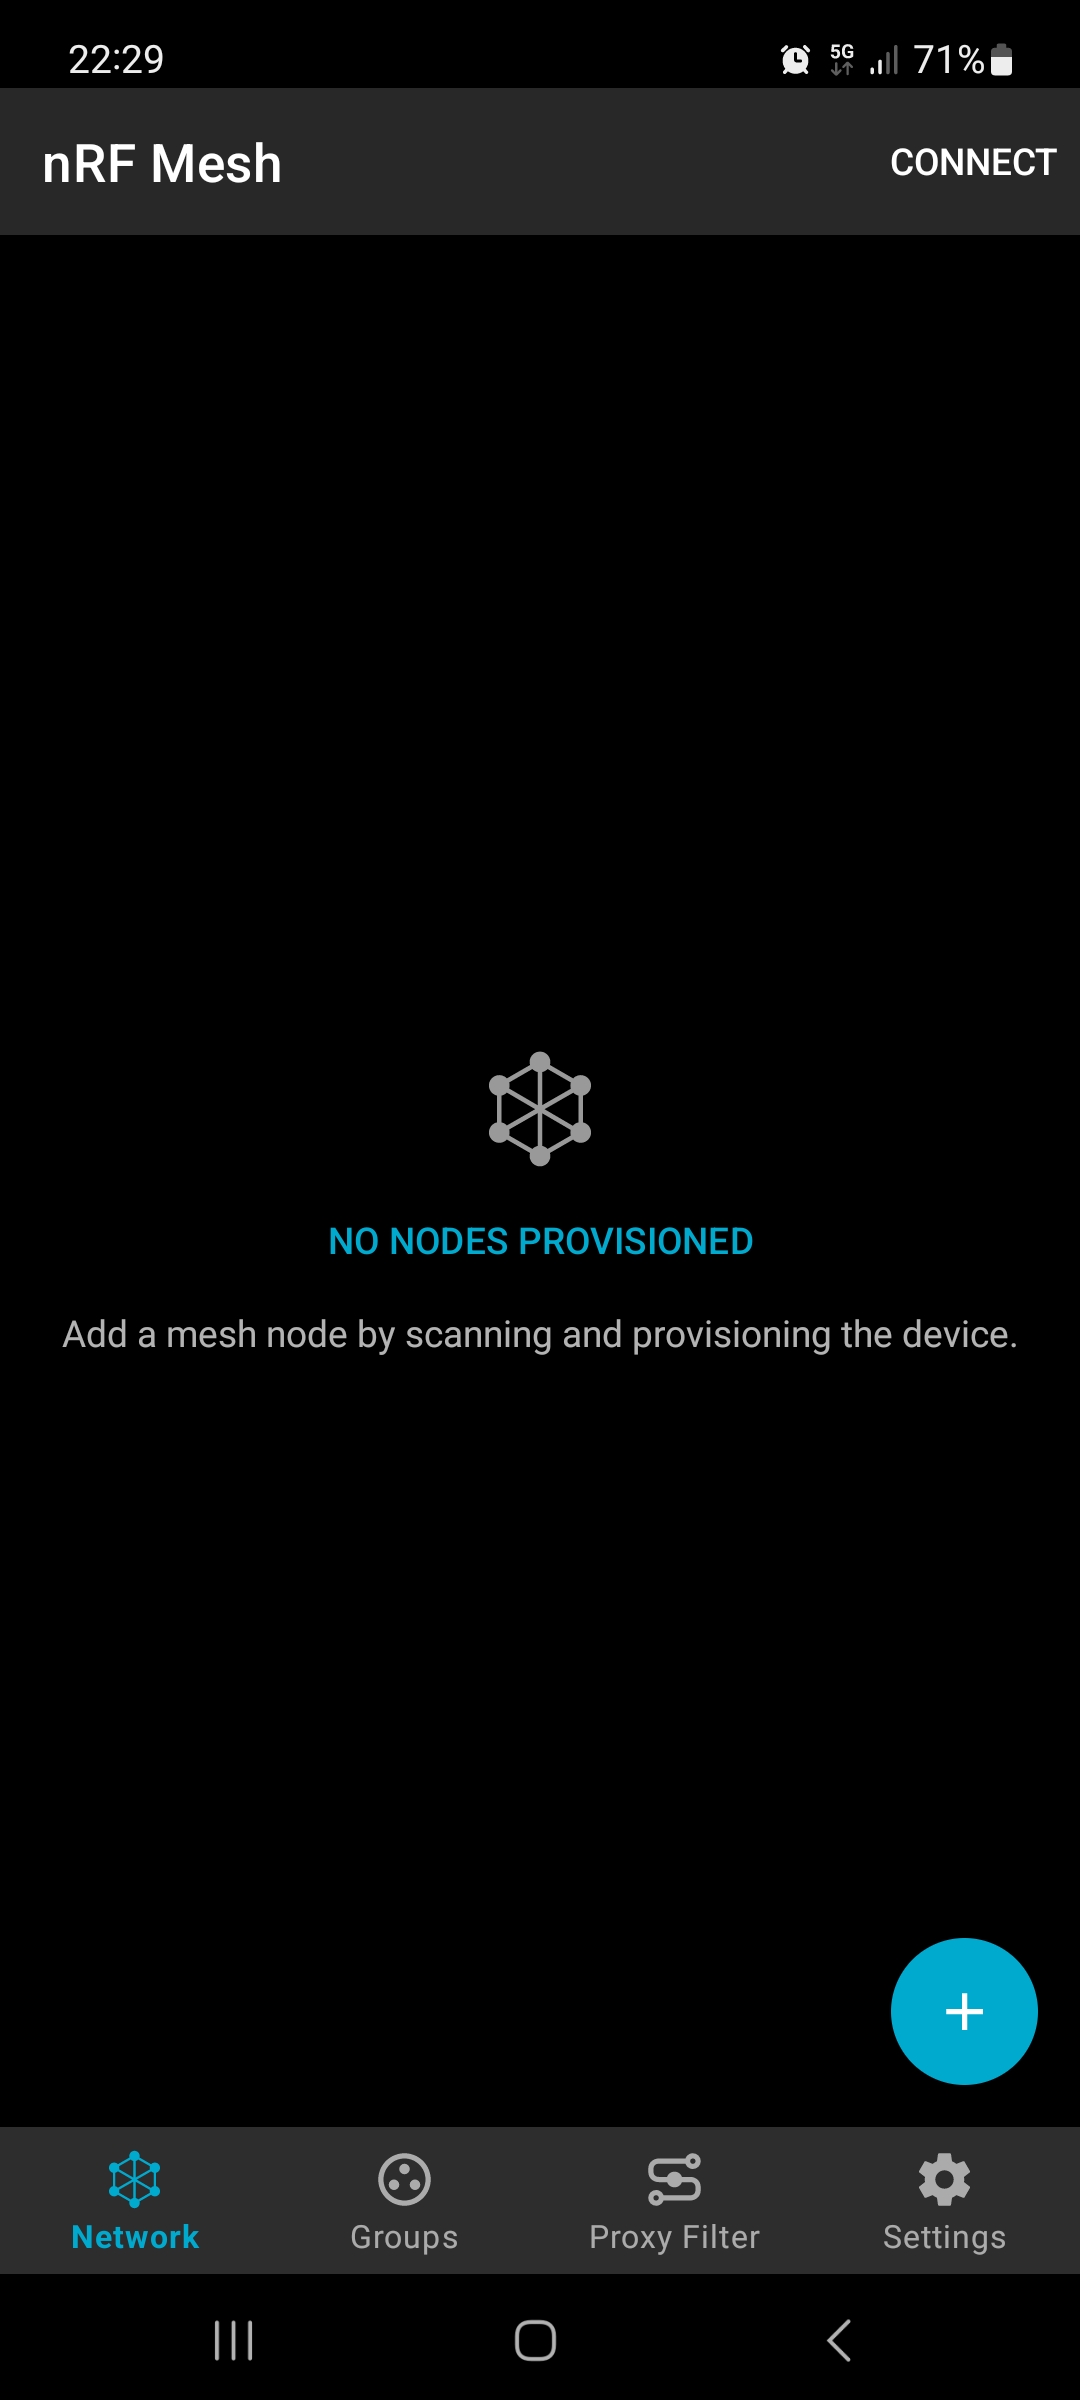 22:29
5G
71%
nRF Mesh
CONNECT
NO NODES PROVISIONED
Add a mesh node by scanning and provisioning the device.
Network
Groups
Proxy Filter
Settings